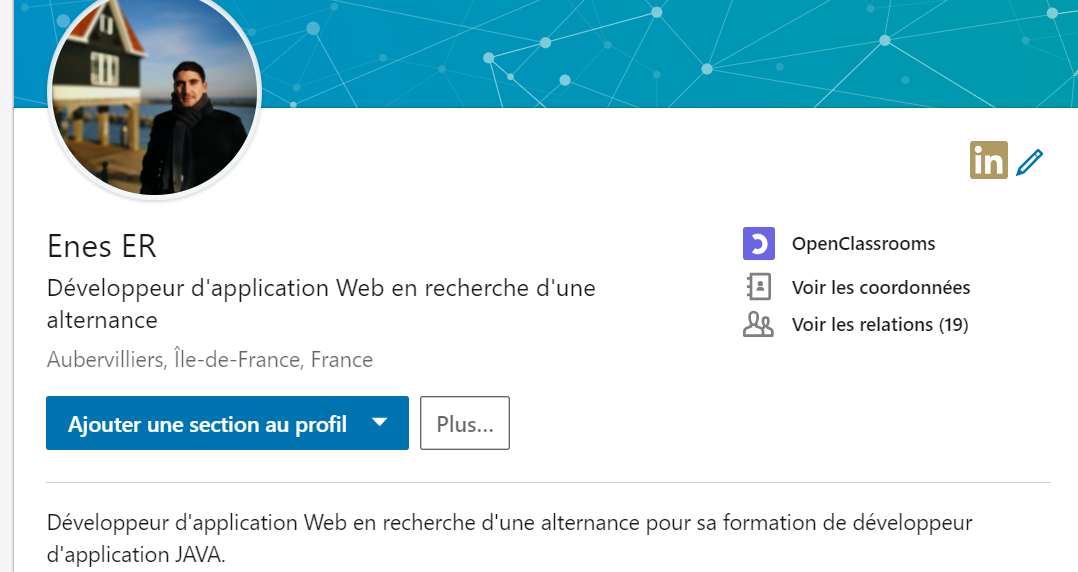 in
Enes ER
Développeur d'application Web en recherche d'une
alternance
Aubervilliers, Île-de-France, France
Ajouter une section au profil
Plus...
OpenClassrooms
Voir les coordonnées
Voir les relations (19)
Développeur d'application Web en recherche d'une alternance pour sa formation de développeur
d'application JAVA.